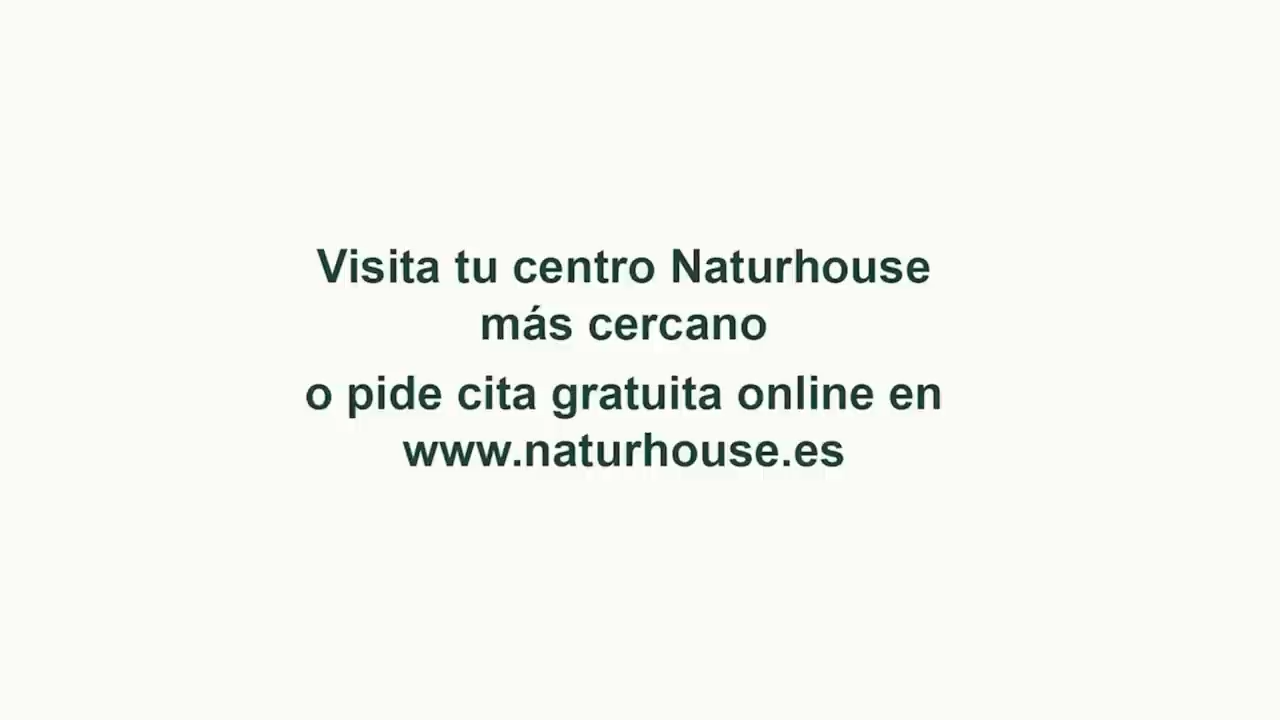 Visita tu centro Naturhouse
más cercano
o pide cita gratuita online en
www.naturhouse.es